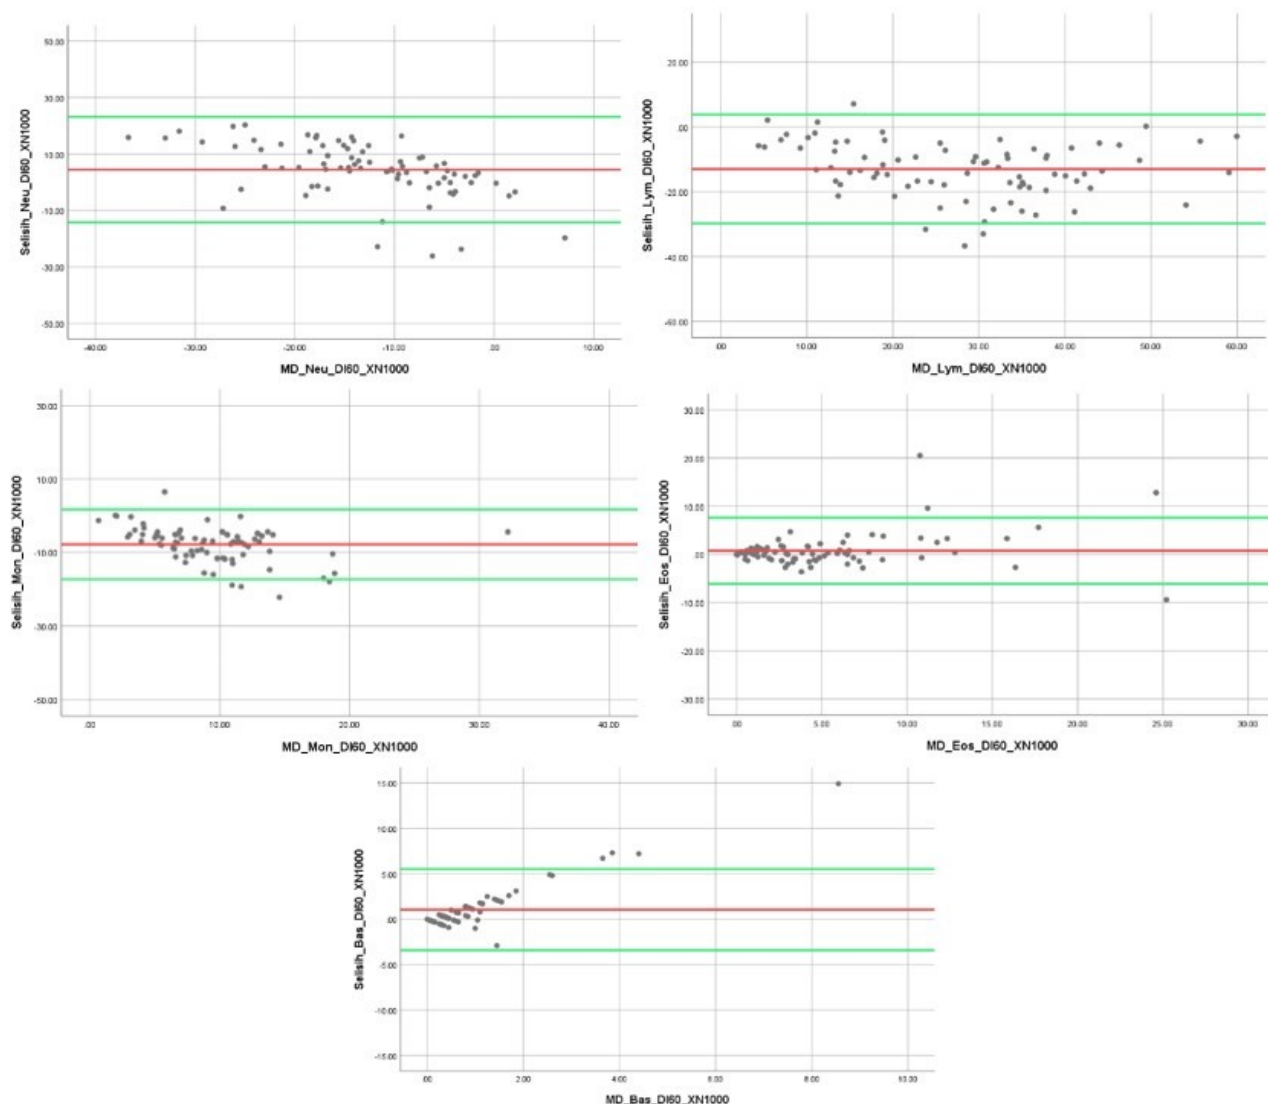 50.00
30.00
10.00
-10.00
-30.00
-50.00
Selisih_Neu_DI60_XN1000
-40.00 -30.00 -20.00 -10.00 .00 10.00
MD_Neu_DI60_XN1000
20.00
.00
-20.00
-40.00
-60.00
Selisih_Lym_DI60_XN1000
.00 10.00 20.00 30.00 40.00 50.00 60.00
MD_Lym_DI60_XN1000
30.00
10.00
-10.00
-30.00
-50.00
Selisih_Mon_DI60_XN1000
.00 10.00 20.00 30.00 40.00
MD_Mon_DI60_XN1000
30.00
20.00
10.00
.00
-10.00
-20.00
-30.00
Selisih_Eos_DI60_XN1000
.00 5.00 10.00 15.00 20.00 25.00 30.00
MD_Eos_DI60_XN1000
15.00
10.00
5.00
.00
-5.00
-10.00
-15.00
Selisih_Bas_DI60_XN1000
.00 2.00 4.00 6.00 8.00 10.00
MD_Bas_DI60_XN1000